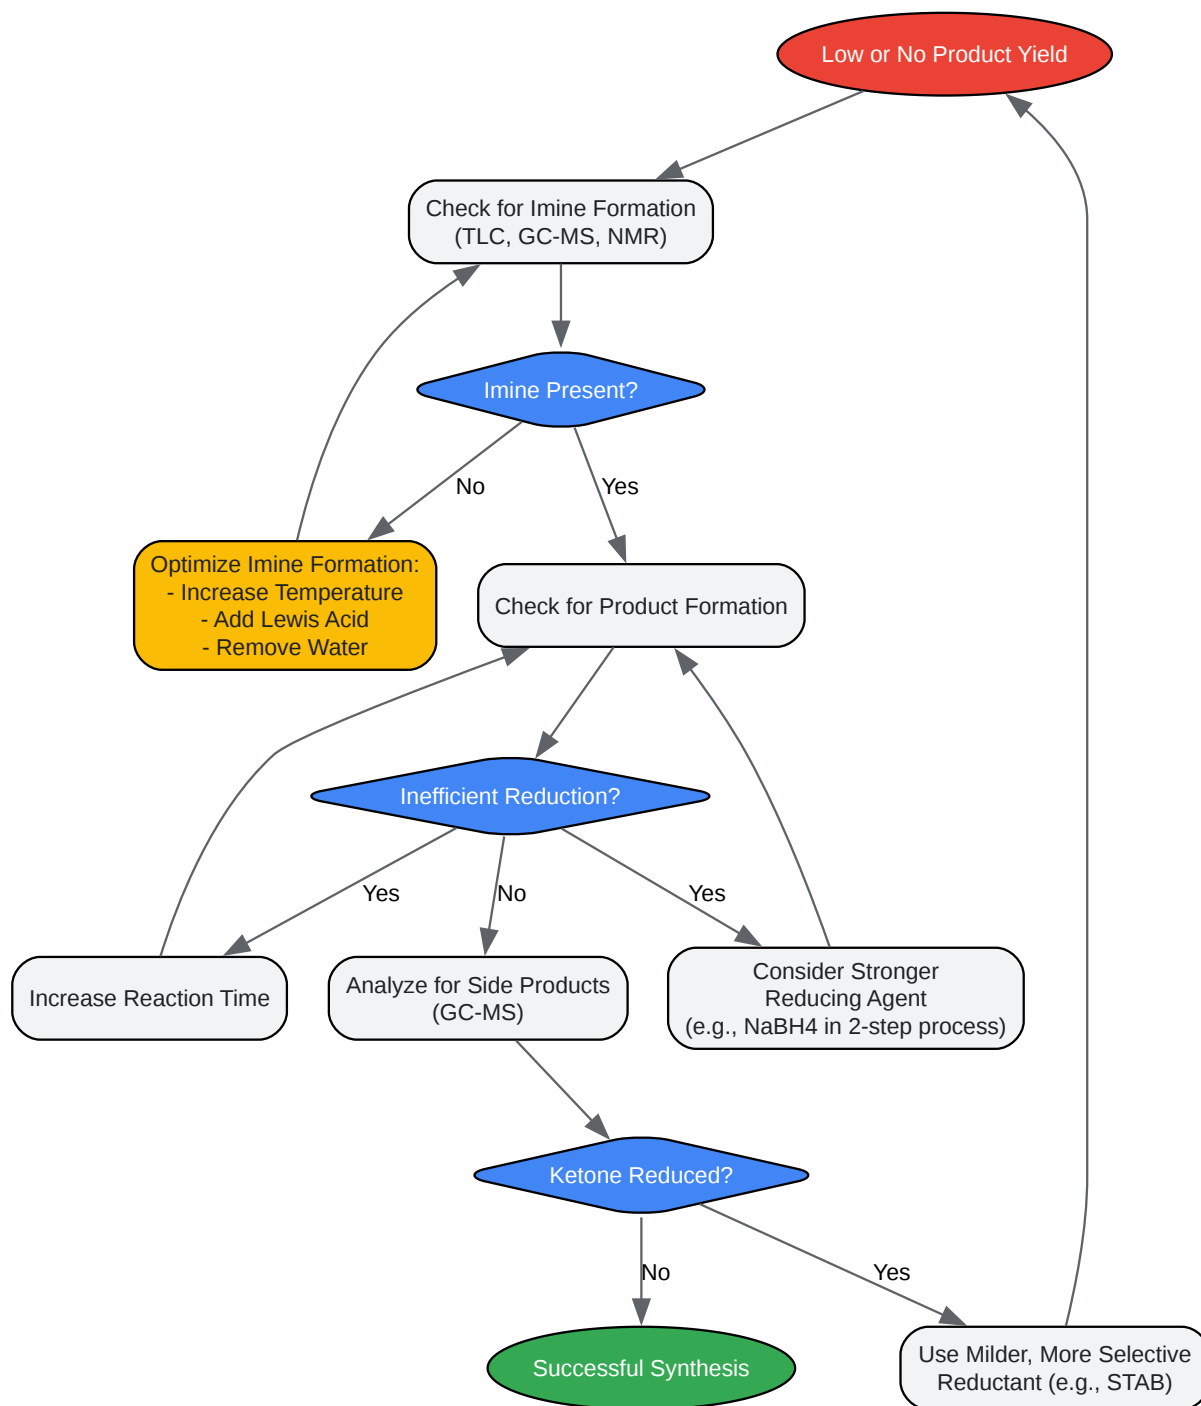 Low or No Product Yield
Check for Imine Formation
(TLC, GC-MS, NMR)
Imine Present?
No
Yes
Optimize Imine Formation:
- Increase Temperature
- Add Lewis Acid
- Remove Water
Check for Product Formation
Inefficient Reduction?
Yes
No
Yes
Increase Reaction Time
Analyze for Side Products
(GC-MS)
Consider Stronger
Reducing Agent
(e.g., NaBH4 in 2-step process)
Ketone Reduced?
No
Yes
Successful Synthesis
Use Milder, More Selective
Reductant (e.g., STAB)